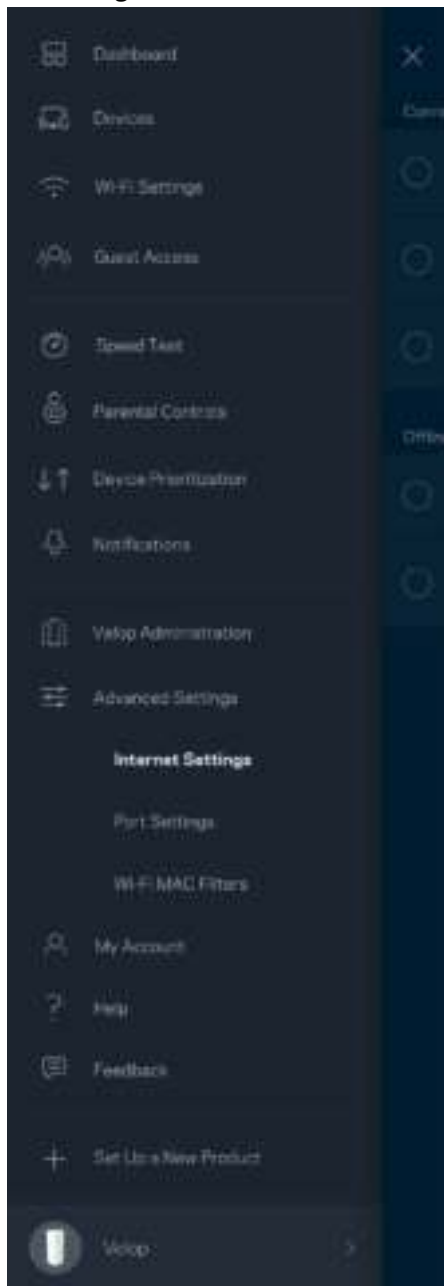 Dashboard
Devices
Wi-Fi Settings
Guest Access
Speed Test
Parental Controls
Device Prioritization
Notifications
Velop Administration
Advanced Settings
Internet Settings
Port Settings
Wi-Fi MAC Filters
My Account
Help
Feedback
Set Up a New Product
Velop